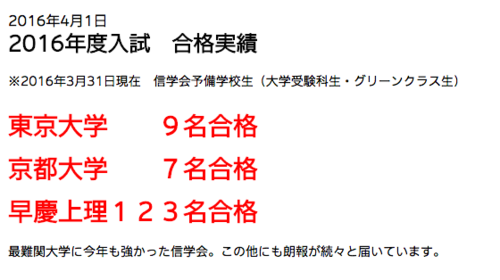 2016年4月1日
2016年度入試　合格実績
※2016年3月31日現在　信学会予備学校生（大学受験科生・グリーンクラス生）
東京大学　　９名合格
京都大学　　７名合格
早慶上理１２３名合格
最難関大学に今年も強かった信学会。この他にも朗報が続々と届いています。